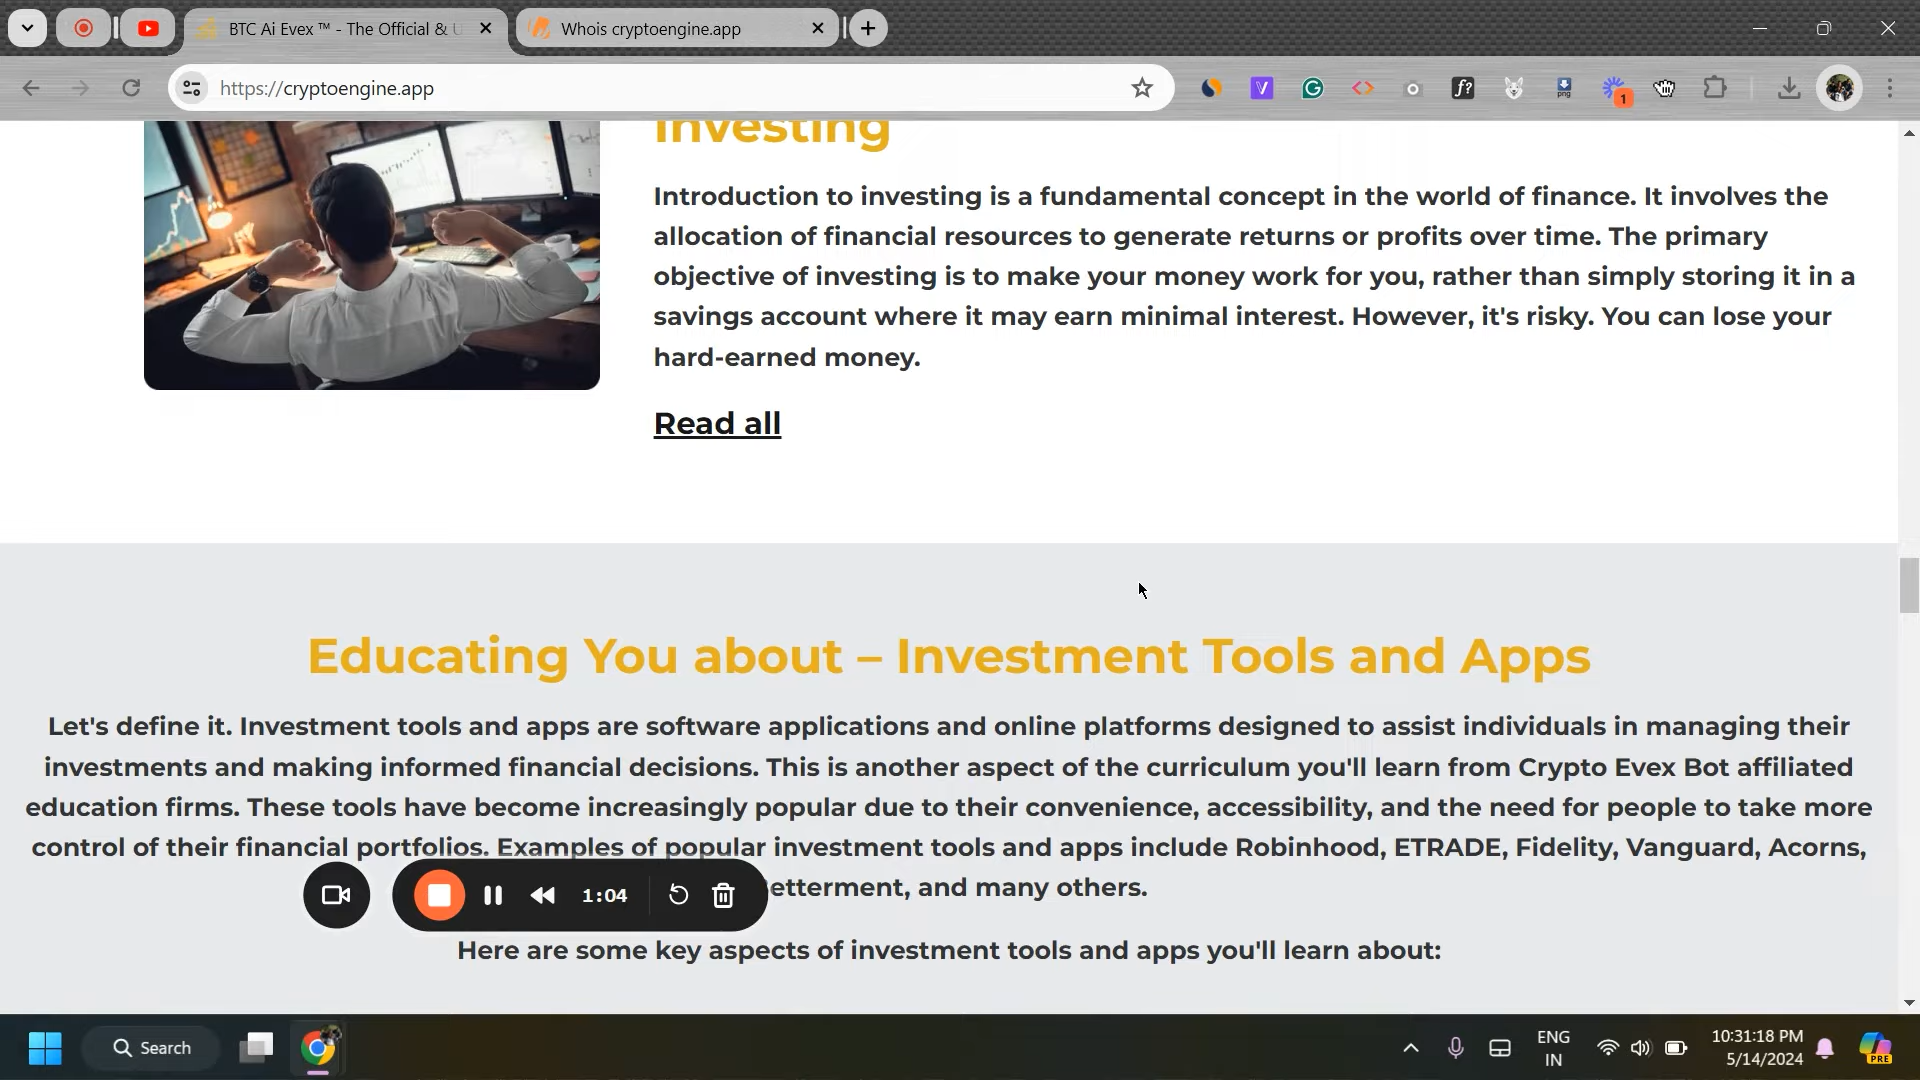 BTC Ai Evex ™ - The Official & U
Whois cryptoengine.app
https://cryptoengine.app
1
Investing
Introduction to investing is a fundamental concept in the world of finance. It involves the
allocation of financial resources to generate returns or profits over time. The primary
objective of investing is to make your money work for you, rather than simply storing it in a
savings account where it may earn minimal interest. However, it's risky. You can lose your
hard-earned money.
Read all
Educating You about – Investment Tools and Apps
Let's define it. Investment tools and apps are software applications and online platforms designed to assist individuals in managing their
investments and making informed financial decisions. This is another aspect of the curriculum you'll learn from Crypto Evex Bot affiliated
education firms. These tools have become increasingly popular due to their convenience, accessibility, and the need for people to take more
control of their financial portfolios. Examples of popular investment tools and apps include Robinhood, ETRADE, Fidelity, Vanguard, Acorns,
etterment, and many others.
1:04
Here are some key aspects of investment tools and apps you'll learn about:
Search
ENG
IN
10:31:18 PM
5/14/2024
PRE